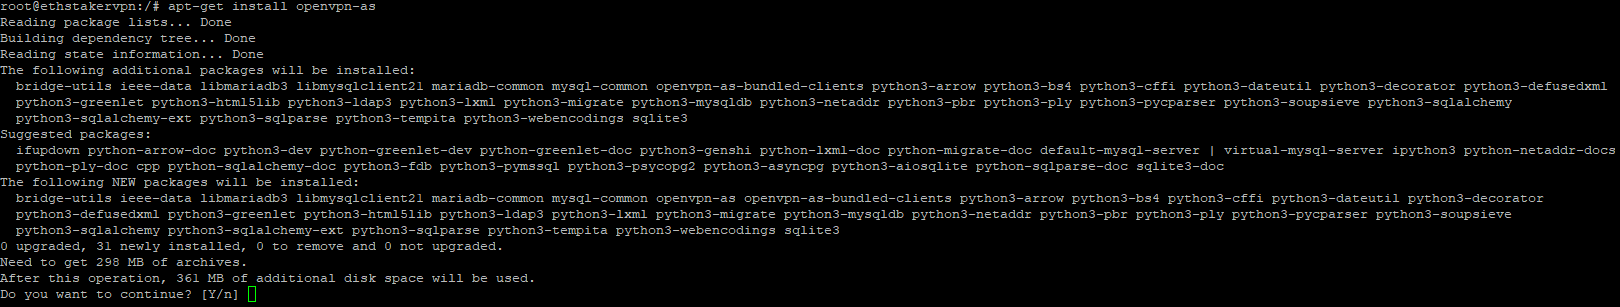 root@ethstakervpn:/# apt-get install openvpn-as
Reading package lists... Done
Building dependency tree... Done
Reading state information... Done
The following additional packages will be installed:
  bridge-utils ieee-data libmariadb3 libmysqlclient21 mariadb-common mysql-common openvpn-as-bundled-clients python3-arrow python3-bs4 python3-cffi python3-dateutil python3-decorator python3-defusedxml
  python3-greenlet python3-html5lib python3-ldap3 python3-lxml python3-migrate python3-mysqldb python3-netaddr python3-pbr python3-ply python3-pycparser python3-soupsieve python3-sqlalchemy
  python3-sqlalchemy-ext python3-sqlparse python3-tempita python3-webencodings sqlite3
Suggested packages:
  ifupdown python-arrow-doc python3-dev python-greenlet-dev python-greenlet-doc python3-genshi python-lxml-doc python-migrate-doc default-mysql-server | virtual-mysql-server ipython3 python-netaddr-docs
  python-ply-doc cpp python-sqlalchemy-doc python3-fdb python3-pymssql python3-psycopg2 python3-asyncpg python3-aiosqlite python-sqlparse-doc sqlite3-doc
The following NEW packages will be installed:
  bridge-utils ieee-data libmariadb3 libmysqlclient21 mariadb-common mysql-common openvpn-as openvpn-as-bundled-clients python3-arrow python3-bs4 python3-cffi python3-dateutil python3-decorator
  python3-defusedxml python3-greenlet python3-html5lib python3-ldap3 python3-lxml python3-migrate python3-mysqldb python3-netaddr python3-pbr python3-ply python3-pycparser python3-soupsieve
  python3-sqlalchemy python3-sqlalchemy-ext python3-sqlparse python3-tempita python3-webencodings sqlite3
0 upgraded, 31 newly installed, 0 to remove and 0 not upgraded.
Need to get 298 MB of archives.
After this operation, 361 MB of additional disk space will be used.
Do you want to continue? [Y/n]